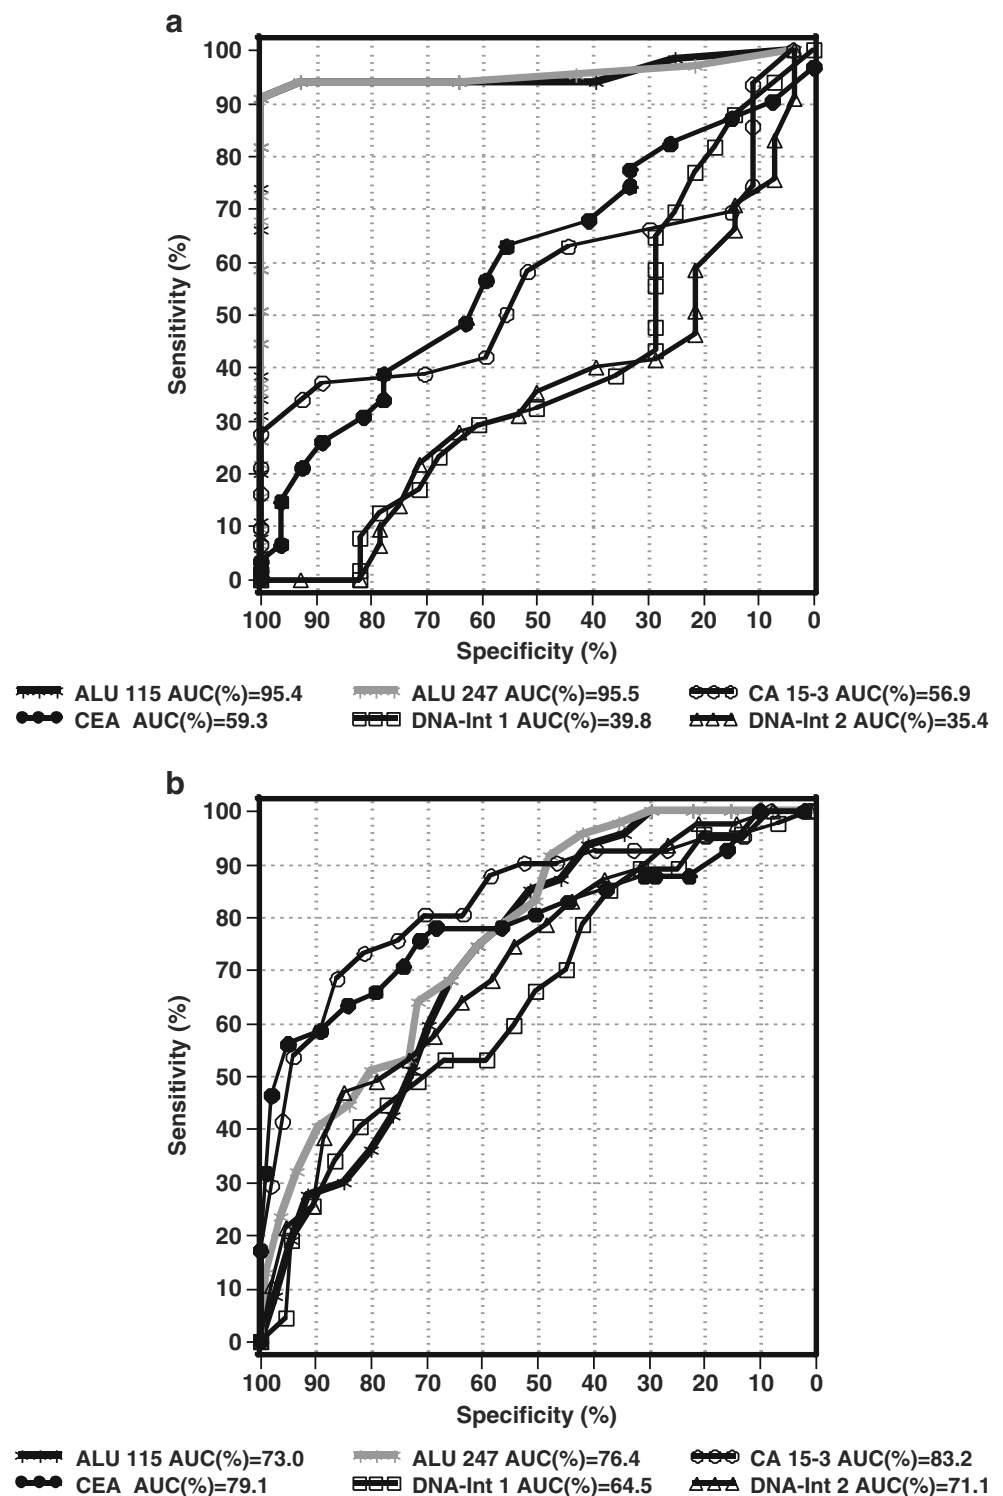 a
100
90
80
70
60
50
40
30
20
10
0
Sensitivity (%)
100 90 80 70 60 50 40 30 20 10 0
Specificity (%)
ALU 115 AUC(%)=95.4 ALU 247 AUC(%)=95.5 CA 15-3 AUC(%)=56.9
CEA AUC(%)=59.3 DNA-Int 1 AUC(%)=39.8 DNA-Int 2 AUC(%)=35.4
b
100
90
80
70
60
50
40
30
20
10
0
Sensitivity (%)
100 90 80 70 60 50 40 30 20 10 0
Specificity (%)
ALU 115 AUC(%)=73.0 ALU 247 AUC(%)=76.4 CA 15-3 AUC(%)=83.2
CEA AUC(%)=79.1 DNA-Int 1 AUC(%)=64.5 DNA-Int 2 AUC(%)=71.1